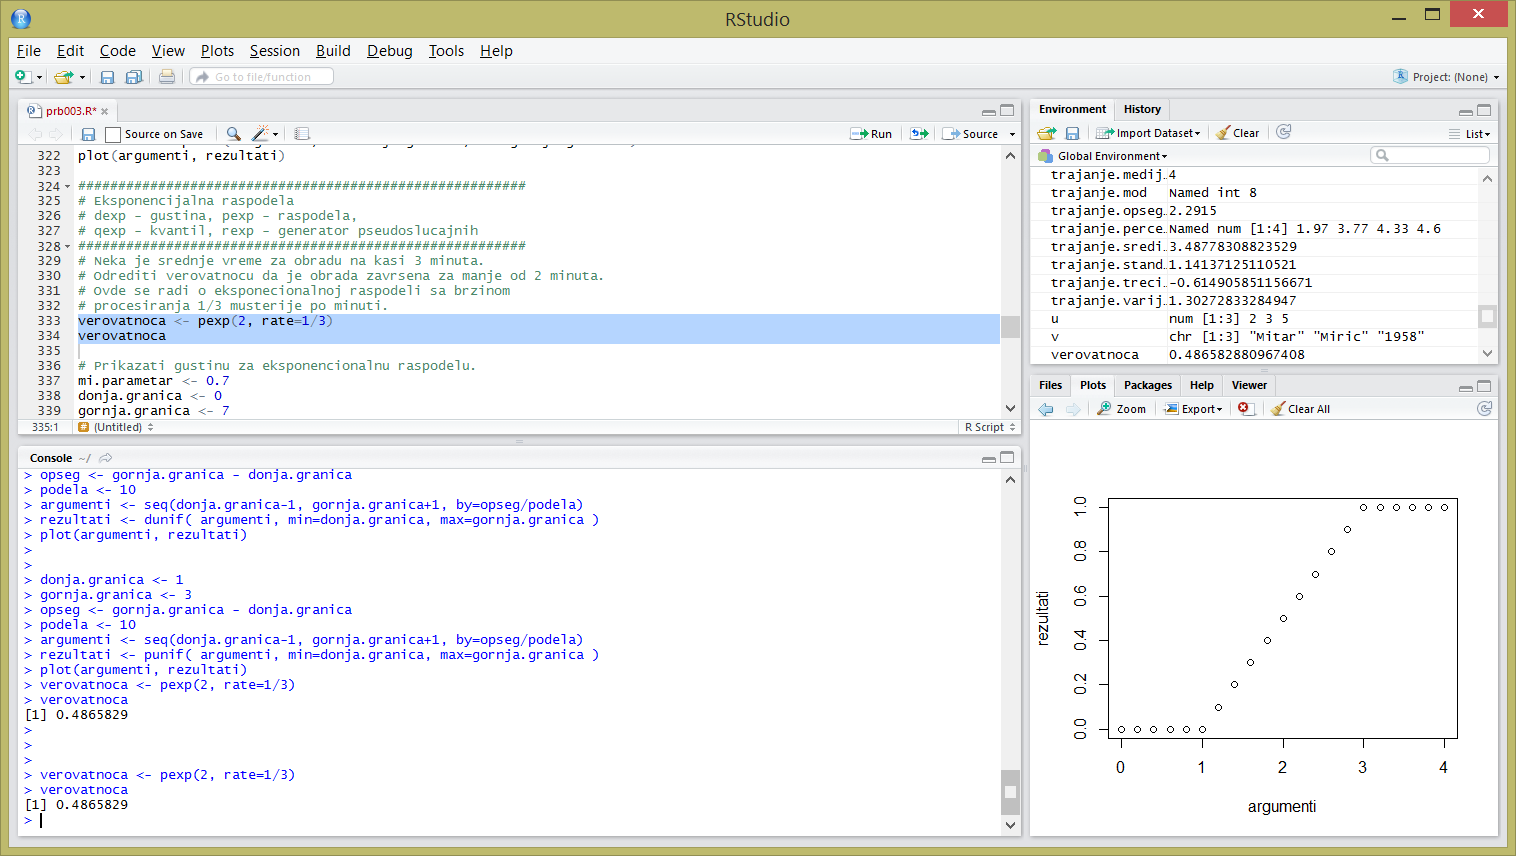 RStudio
File Edit Code View Plots Session Build Debug Tools Help
Go to file/function
Project: (None)
prb003.R*
Source on Save
Run
Source
322 plot(argumenti, rezultati)
323
324 ########################################################
325 # Eksponencijalna raspodela
326 # dexp - gustina, pexp - raspodela,
327 # qexp - kvantil, rexp - generator pseudoslucajnih
328 ########################################################
329 # Neka je srednje vreme za obradu na kasi 3 minuta.
330 # Odrediti verovatnocu da je obrada zavrsena za manje od 2 minuta.
331 # Ovde se radi o eksponecionalnoj raspodeli sa brzinom
332 # procesiranja 1/3 musterije po minuti.
333 verovatnoca <- pexp(2, rate=1/3)
334 verovatnoca
335
336 # Prikazati gustinu za eksponencionalnu raspodelu.
337 mi.parametar <- 0.7
338 donja.granica <- 0
339 gornja.granica <- 7
335:1 # (Untitled) R Script
Console ~/
> opseg <- gornja.granica - donja.granica
> podela <- 10
> argumenti <- seq(donja.granica-1, gornja.granica+1, by=opseg/podela)
> rezultati <- dunif( argumenti, min=donja.granica, max=gornja.granica )
> plot(argumenti, rezultati)
>
>
> donja.granica <- 1
> gornja.granica <- 3
> opseg <- gornja.granica - donja.granica
> podela <- 10
> argumenti <- seq(donja.granica-1, gornja.granica+1, by=opseg/podela)
> rezultati <- punif( argumenti, min=donja.granica, max=gornja.granica )
> plot(argumenti, rezultati)
> verovatnoca <- pexp(2, rate=1/3)
> verovatnoca
[1] 0.4865829
>
>
>
> verovatnoca <- pexp(2, rate=1/3)
> verovatnoca
[1] 0.4865829
>
Environment History
Import Dataset Clear List
Global Environment
trajanje.medij… 4
trajanje.mod Named int 8
trajanje.opseg… 2.2915
trajanje.perce… Named num [1:4] 1.97 3.77 4.33 4.6
trajanje.sredi… 3.48778308823529
trajanje.stand… 1.14137125110521
trajanje.treci… -0.614905851156671
trajanje.varij… 1.30272833284947
u num [1:3] 2 3 5
v chr [1:3] "Mitar" "Miric" "1958"
verovatnoca 0.486582880967408
Files Plots Packages Help Viewer
Zoom Export Clear All
rezultati
1.0
0.8
0.6
0.4
0.2
0.0
0 1 2 3 4
argumenti